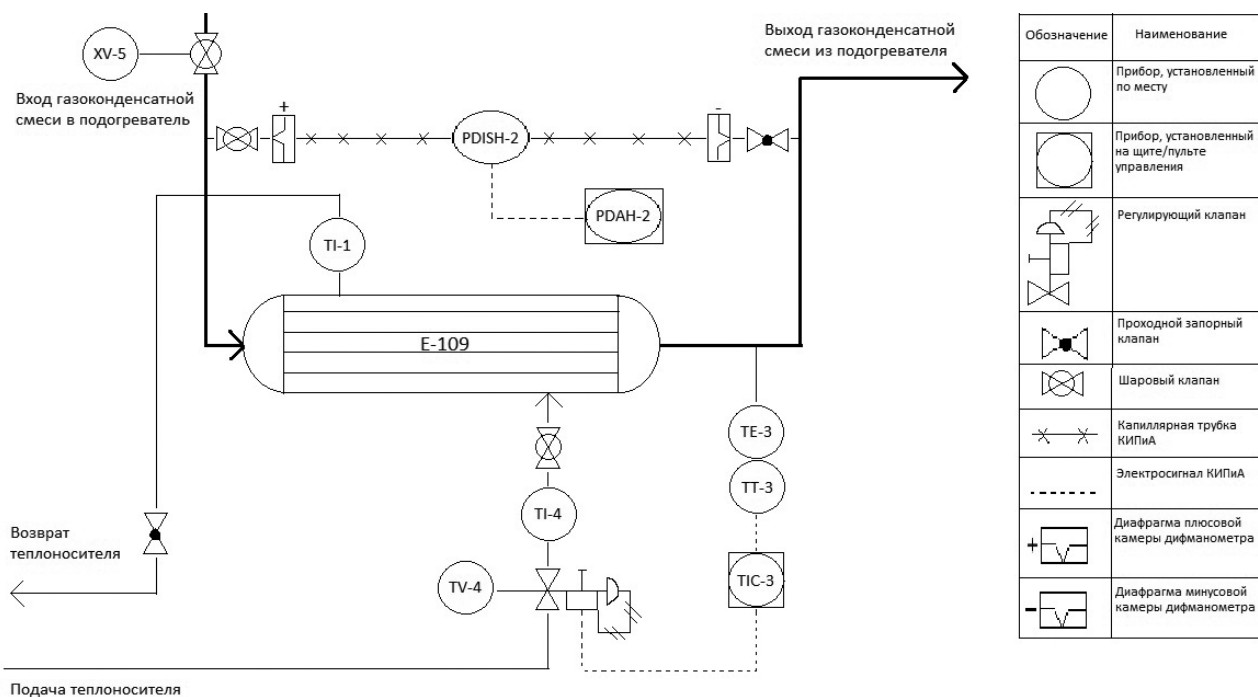 XV-5
Вход газоконденсатной
смеси в подогреватель
+
PDISH-2
-
Выход газоконденсатной
смеси из подогревателя
PDAH-2
TI-1
E-109
TE-3
TT-3
TI-4
TIC-3
TV-4
Возврат
теплоносителя
Подача теплоносителя
Обозначение Наименование
Прибор, установленный
по месту
Прибор, установленный
на щите/пульте
управления
Регулирующий клапан
Проходной запорный
клапан
Шаровый клапан
Капиллярная трубка
КИПиА
Электросигнал КИПиА
+
Диафрагма плюсовой
камеры дифманометра
-
Диафрагма минусовой
камеры дифманометра